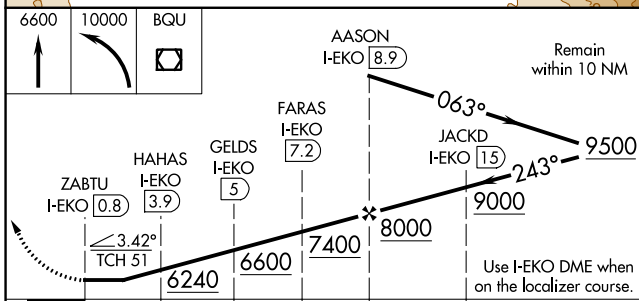 6600
10000
BQU
AASON
I-EKO 8.9
Remain
within 10 NM
063°
FARAS
I-EKO
7.2
JACKD
I-EKO 15
9500
243°
GELDS
I-EKO
5
HAHAS
I-EKO
3.9
ZABTU
I-EKO 0.8
9000
8000
7400
6600
6240
3.42°
TCH 51
Use I-EKO DME when
on the localizer course.